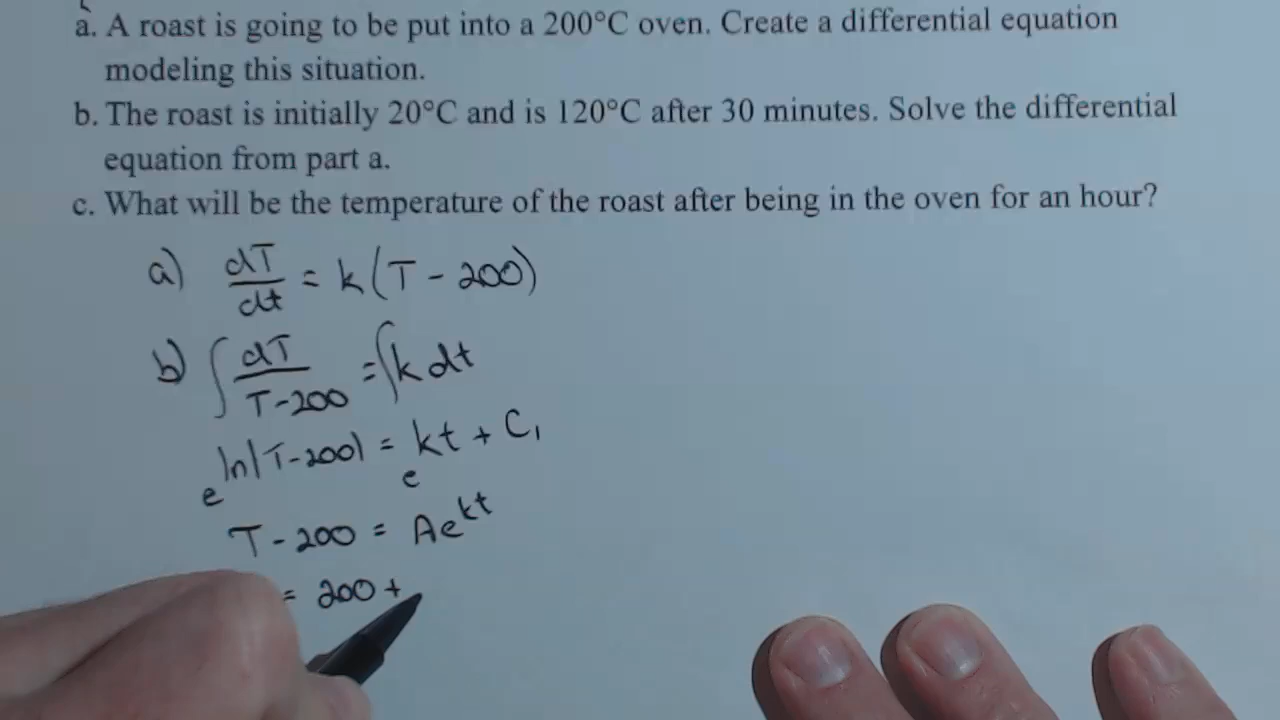 a. A roast is going to be put into a 200°C oven. Create a differential equation
modeling this situation.
b. The roast is initially 20°C and is 120°C after 30 minutes. Solve the differential
equation from part a.
c. What will be the temperature of the roast after being in the oven for an hour?
a) dT/dt = k(T - 200)
b) ∫ dT/T-200 = ∫k dt
e^ln|T-200| = e^kt + C₁
T - 200 = Ae^kt
= 200 +